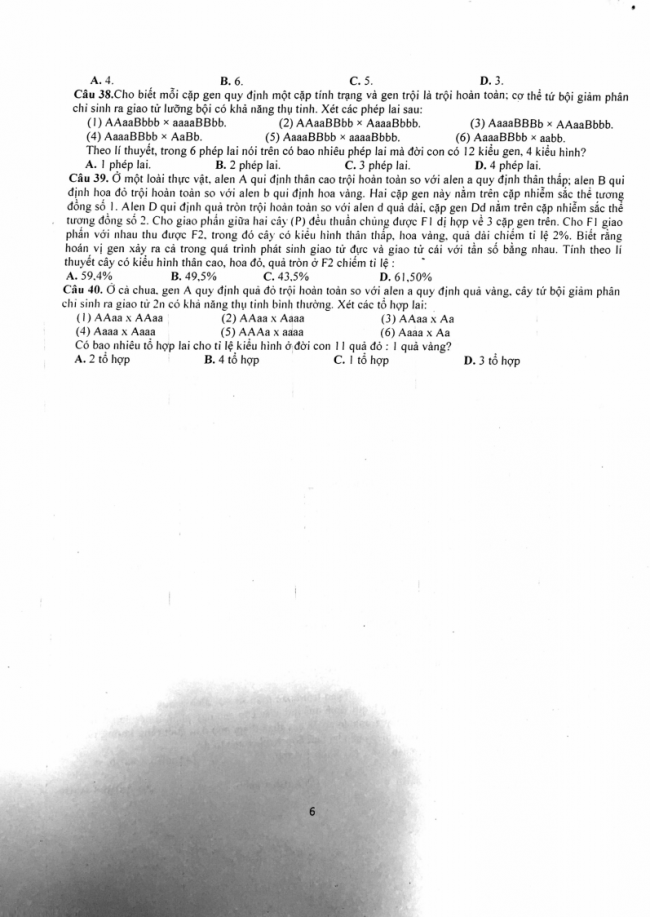 A. 4. B. 6. C. 5. D. 3.
Câu 38.Cho biết mỗi cặp gen quy định một cặp tính trạng và gen trội là trội hoàn toàn; cơ thể tứ bội giảm phân
chỉ sinh ra giao tử lưỡng bội có khả năng thụ tinh. Xét các phép lai sau:
(1) AAaaBbbb × aaaaBBbb. (2) AAaaBBbb × AaaaBbbb. (3) AaaaBBBb × AAaaBbbb.
(4) AaaaBBbb × AaBb. (5) AaaaBBbb × aaaaBbbb. (6) AaaaBBbb × aabb.
Theo lí thuyết, trong 6 phép lai nói trên có bao nhiêu phép lai mà đời con có 12 kiểu gen, 4 kiểu hình?
A. 1 phép lai. B. 2 phép lai. C. 3 phép lai. D. 4 phép lai.
Câu 39. Ở một loài thực vật, alen A qui định thân cao trội hoàn toàn so với alen a quy định thân thấp; alen B qui
định hoa đỏ trội hoàn toàn so với alen b qui định hoa vàng. Hai cặp gen này nằm trên cặp nhiễm sắc thể tương
đồng số 1. Alen D qui định quả tròn trội hoàn toàn so với alen d quả dài, cặp gen Dd nằm trên cặp nhiễm sắc thể
tương đồng số 2. Cho giao phấn giữa hai cây (P) đều thuần chủng được F1 dị hợp về 3 cặp gen trên. Cho F1 giao
phấn với nhau thu được F2, trong đó cây có kiểu hình thân thấp, hoa vàng, quả dài chiếm tỉ lệ 2%. Biết rằng
hoán vị gen xảy ra cả trong quá trình phát sinh giao tử đực và giao tử cái với tần số bằng nhau. Tính theo lí
thuyết cây có kiểu hình thân cao, hoa đỏ, quả tròn ở F2 chiếm tỉ lệ :
A. 59,4% B. 49,5% C. 43,5% D. 61,50%
Câu 40. Ở cà chua, gen A quy định quả đỏ trội hoàn toàn so với alen a quy định quả vàng, cây tứ bội giảm phân
chỉ sinh ra giao tử 2n có khả năng thụ tinh bình thường. Xét các tổ hợp lai:
(1) AAaa x AAaa (2) AAaa x Aaaa (3) AAaa x Aa
(4) Aaaa x Aaaa (5) AAAa x aaaa (6) Aaaa x Aa
Có bao nhiêu tổ hợp lai cho tỉ lệ kiểu hình ở đời con 11 quả đỏ : 1 quả vàng?
A. 2 tổ hợp B. 4 tổ hợp C. 1 tổ hợp D. 3 tổ hợp
6